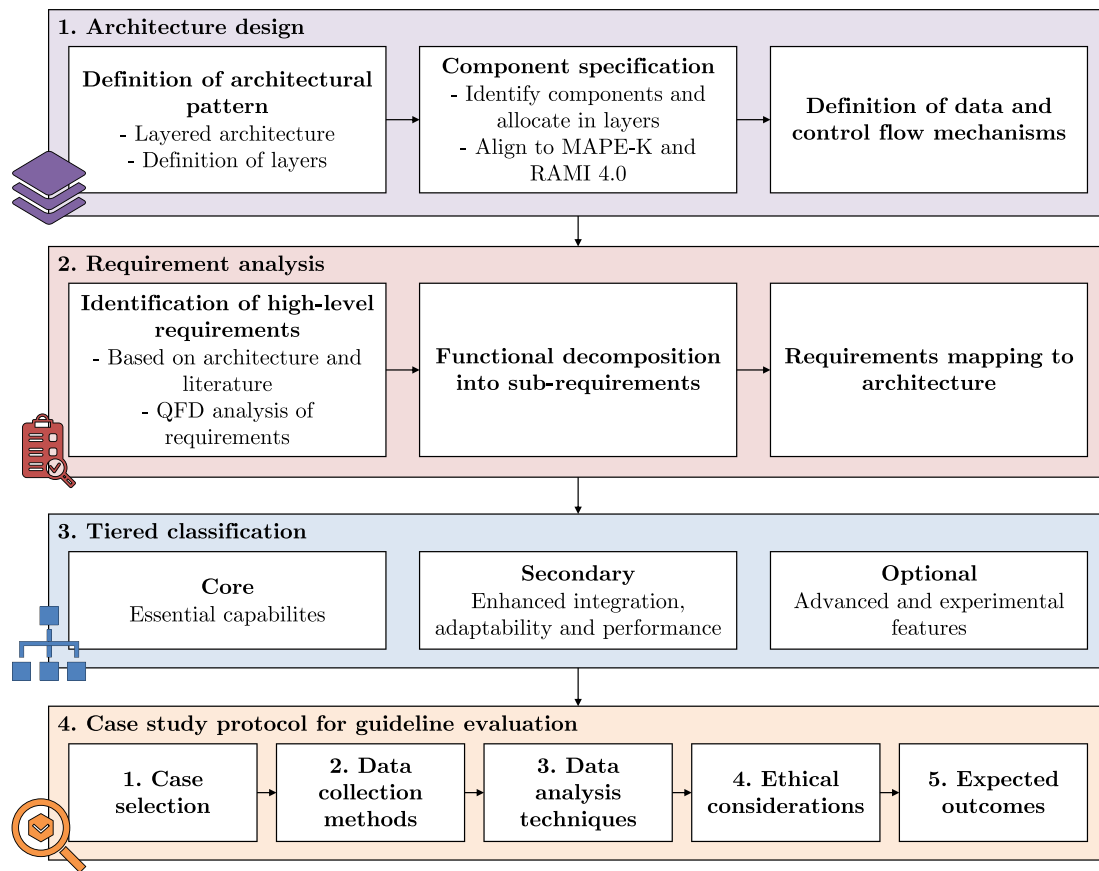 1. Architecture design
Definition of architectural
pattern
- Layered architecture
- Definition of layers
Component specification
- Identify components and
allocate in layers
- Align to MAPE-K and
RAMI 4.0
Definition of data and
control flow mechanisms
2. Requirement analysis
Identification of high-level
requirements
- Based on architecture and
literature
- QFD analysis of
requirements
Functional decomposition
into sub-requirements
Requirements mapping to
architecture
3. Tiered classification
Core
Essential capabilites
Secondary
Enhanced integration,
adaptability and performance
Optional
Advanced and experimental
features
4. Case study protocol for guideline evaluation
1. Case
selection
2. Data
collection
methods
3. Data
analysis
techniques
4. Ethical
considerations
5. Expected
outcomes